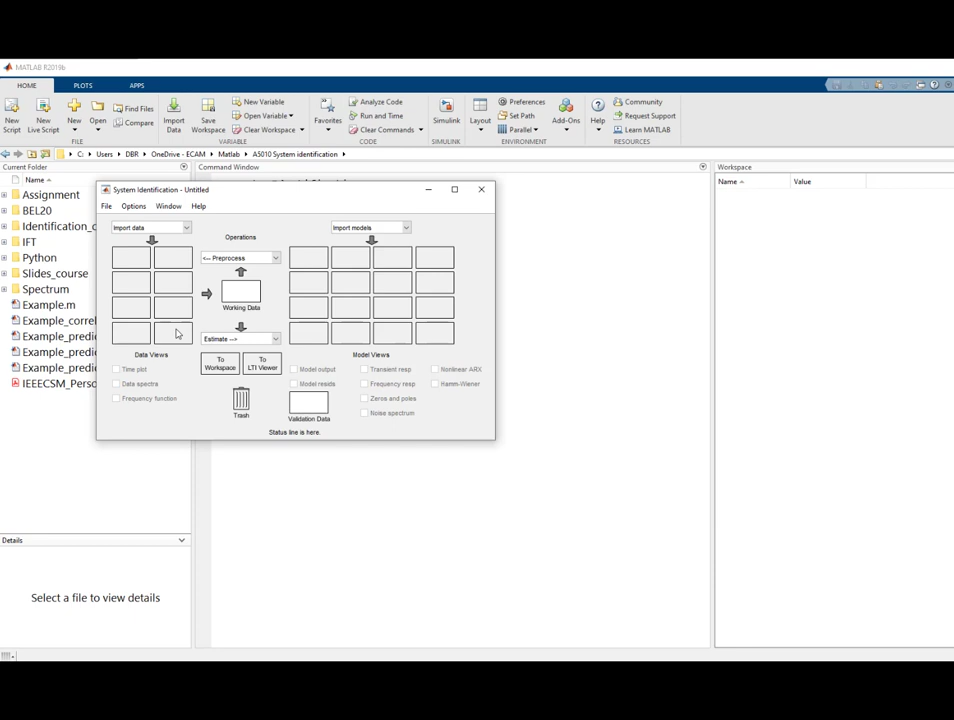 MATLAB R2019b
HOME
PLOTS
APPS
New Script
New Live Script
New
Open
Find Files
Compare
Import Data
Save Workspace
New Variable
Open Variable
Clear Workspace
Favorites
Analyze Code
Run and Time
Clear Commands
Simulink
Layout
Preferences
Set Path
Parallel
Add-Ons
Help
Community
Request Support
Learn MATLAB
FILE
VARIABLE
CODE
SIMULINK
ENVIRONMENT
RESOURCES
C: Users DBR OneDrive - ECAM Matlab A5010 System identification
Current Folder
Command Window
Workspace
Name
Name
Value
Assignment
BEL20
IFT
Python
Slides_course
Spectrum
Example.m
System Identification - Untitled
File Options Window Help
Import data
Import models
Operations
<-- Preprocess
Working Data
Estimate -->
Data Views
To Workspace
To LTI Viewer
Model Views
Time plot
Data spectra
Frequency function
Model output
Model resids
Transient resp
Frequency resp
Zeros and poles
Noise spectrum
Nonlinear ARX
Hamm-Wiener
Trash
Validation Data
Status line is here.
Details
Select a file to view details